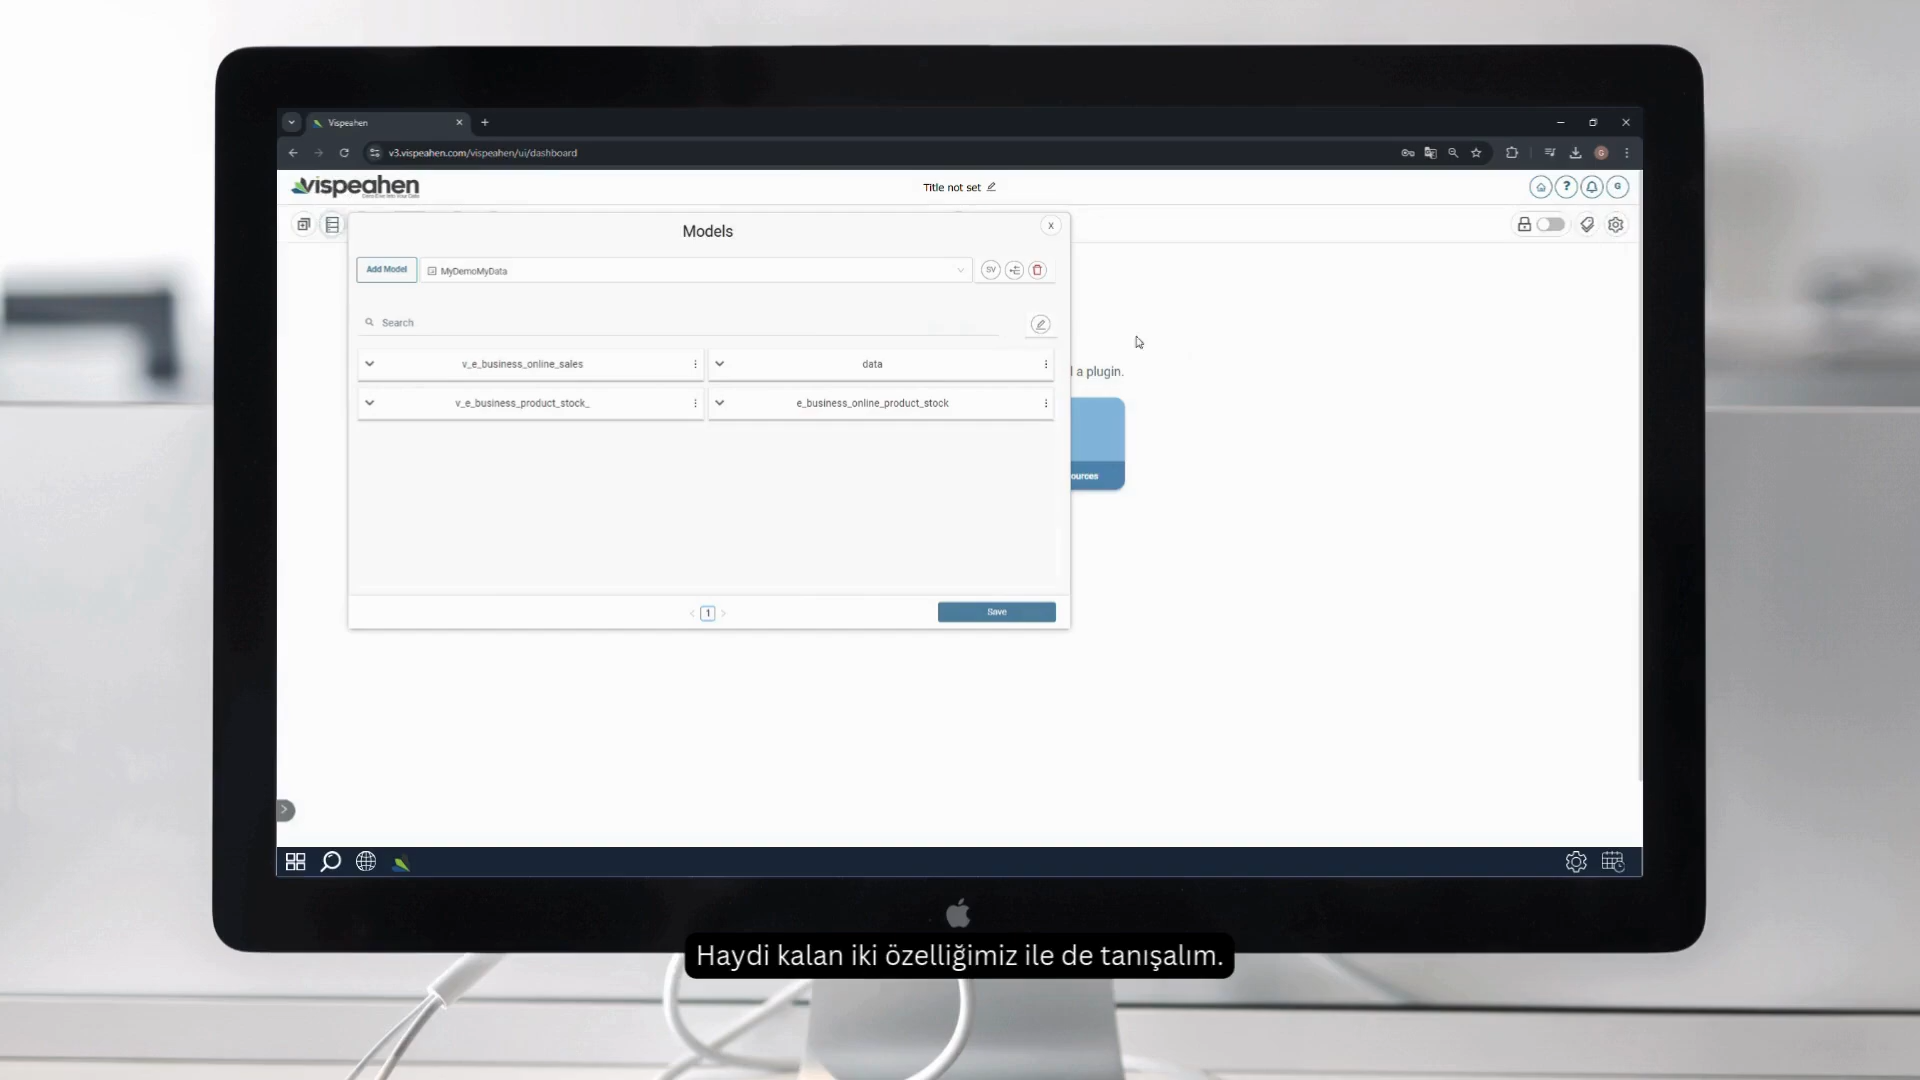 Vispeahen
v3.vispeahen.com/vispeahen/ui/dashboard
vispeahen
Title not set
?
G
Models
x
Add Model
MyDemoMyData
SV
Search
v_e_business_online_sales
data
v_e_business_product_stock_
e_business_online_product_stock
a plugin.
ources
< 1 >
Save
Haydi kalan iki özelliğimiz ile de tanışalım.